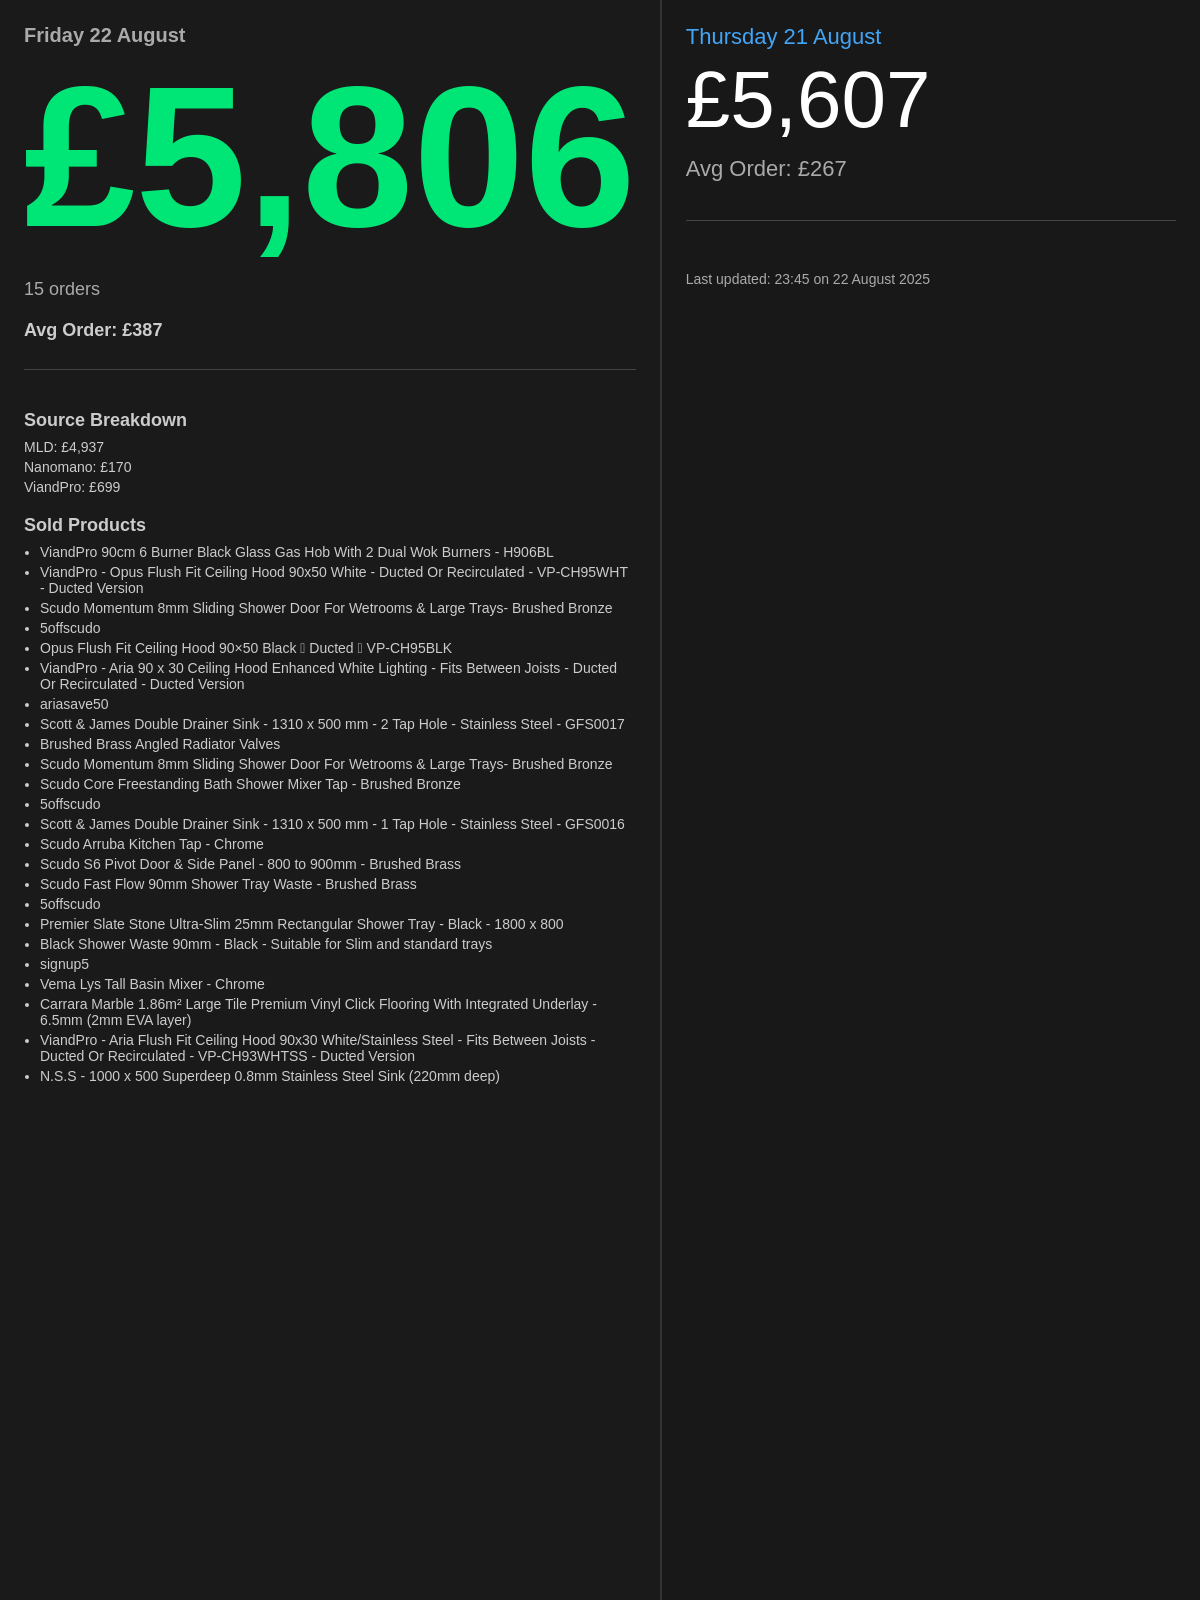 Friday 22 August
£5,806
15 orders
Avg Order: £387
Source Breakdown
MLD: £4,937
Nanomano: £170
ViandPro: £699
Sold Products
• ViandPro 90cm 6 Burner Black Glass Gas Hob With 2 Dual Wok Burners - H906BL
• ViandPro - Opus Flush Fit Ceiling Hood 90x50 White - Ducted Or Recirculated - VP-CH95WHT
- Ducted Version
• Scudo Momentum 8mm Sliding Shower Door For Wetrooms & Large Trays- Brushed Bronze
• 5offscudo
• Opus Flush Fit Ceiling Hood 90×50 Black  Ducted  VP-CH95BLK
• ViandPro - Aria 90 x 30 Ceiling Hood Enhanced White Lighting - Fits Between Joists - Ducted
Or Recirculated - Ducted Version
• ariasave50
• Scott & James Double Drainer Sink - 1310 x 500 mm - 2 Tap Hole - Stainless Steel - GFS0017
• Brushed Brass Angled Radiator Valves
• Scudo Momentum 8mm Sliding Shower Door For Wetrooms & Large Trays- Brushed Bronze
• Scudo Core Freestanding Bath Shower Mixer Tap - Brushed Bronze
• 5offscudo
• Scott & James Double Drainer Sink - 1310 x 500 mm - 1 Tap Hole - Stainless Steel - GFS0016
• Scudo Arruba Kitchen Tap - Chrome
• Scudo S6 Pivot Door & Side Panel - 800 to 900mm - Brushed Brass
• Scudo Fast Flow 90mm Shower Tray Waste - Brushed Brass
• 5offscudo
• Premier Slate Stone Ultra-Slim 25mm Rectangular Shower Tray - Black - 1800 x 800
• Black Shower Waste 90mm - Black - Suitable for Slim and standard trays
• signup5
• Vema Lys Tall Basin Mixer - Chrome
• Carrara Marble 1.86m² Large Tile Premium Vinyl Click Flooring With Integrated Underlay -
6.5mm (2mm EVA layer)
• ViandPro - Aria Flush Fit Ceiling Hood 90x30 White/Stainless Steel - Fits Between Joists -
Ducted Or Recirculated - VP-CH93WHTSS - Ducted Version
• N.S.S - 1000 x 500 Superdeep 0.8mm Stainless Steel Sink (220mm deep)
Thursday 21 August
£5,607
Avg Order: £267
Last updated: 23:45 on 22 August 2025